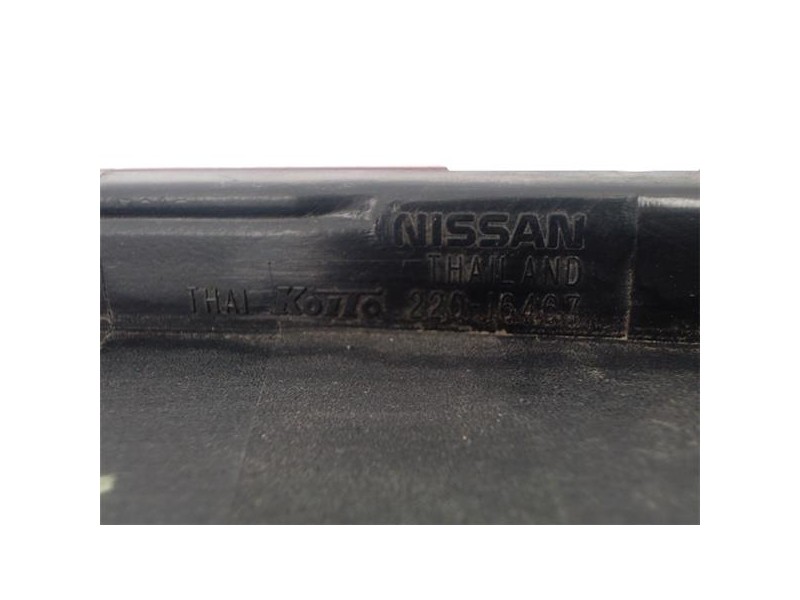 NISSAN
THAILAND
THAI KOITO 220-16467